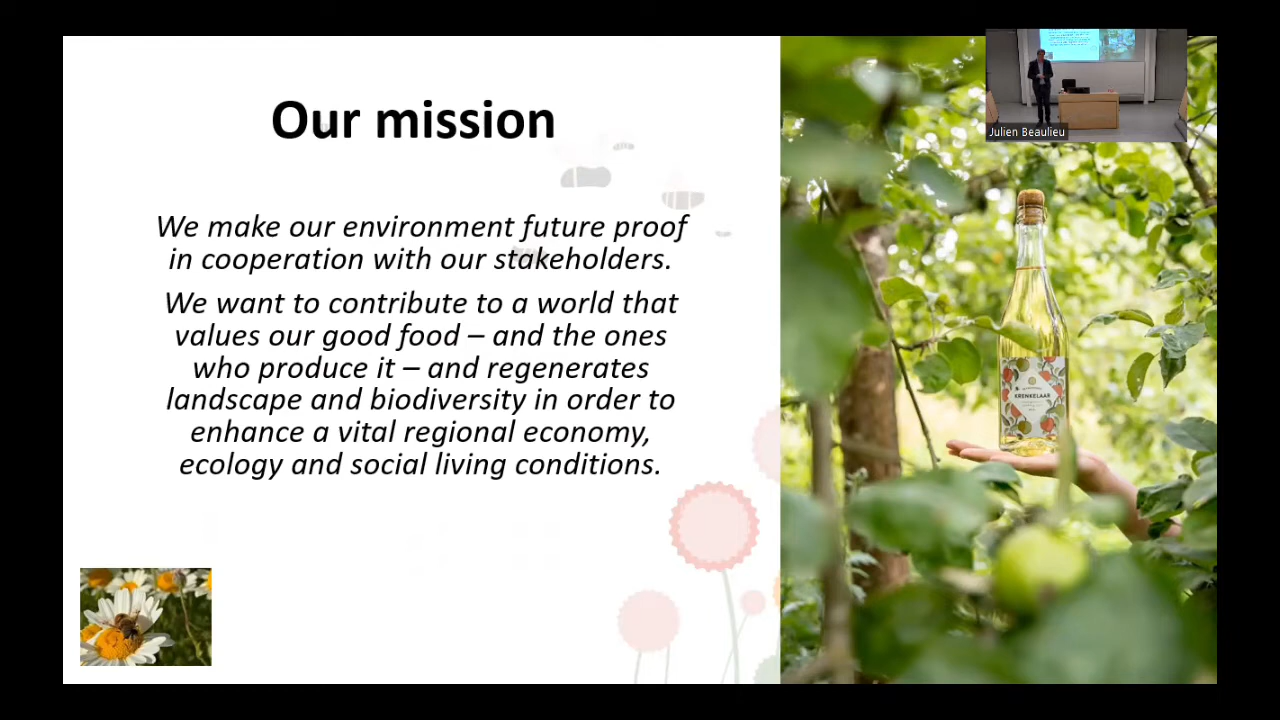 Our mission
We make our environment future proof
in cooperation with our stakeholders.
We want to contribute to a world that
values our good food – and the ones
who produce it – and regenerates
landscape and biodiversity in order to
enhance a vital regional economy,
ecology and social living conditions.
Julien Beaulieu
KRENKELAAR